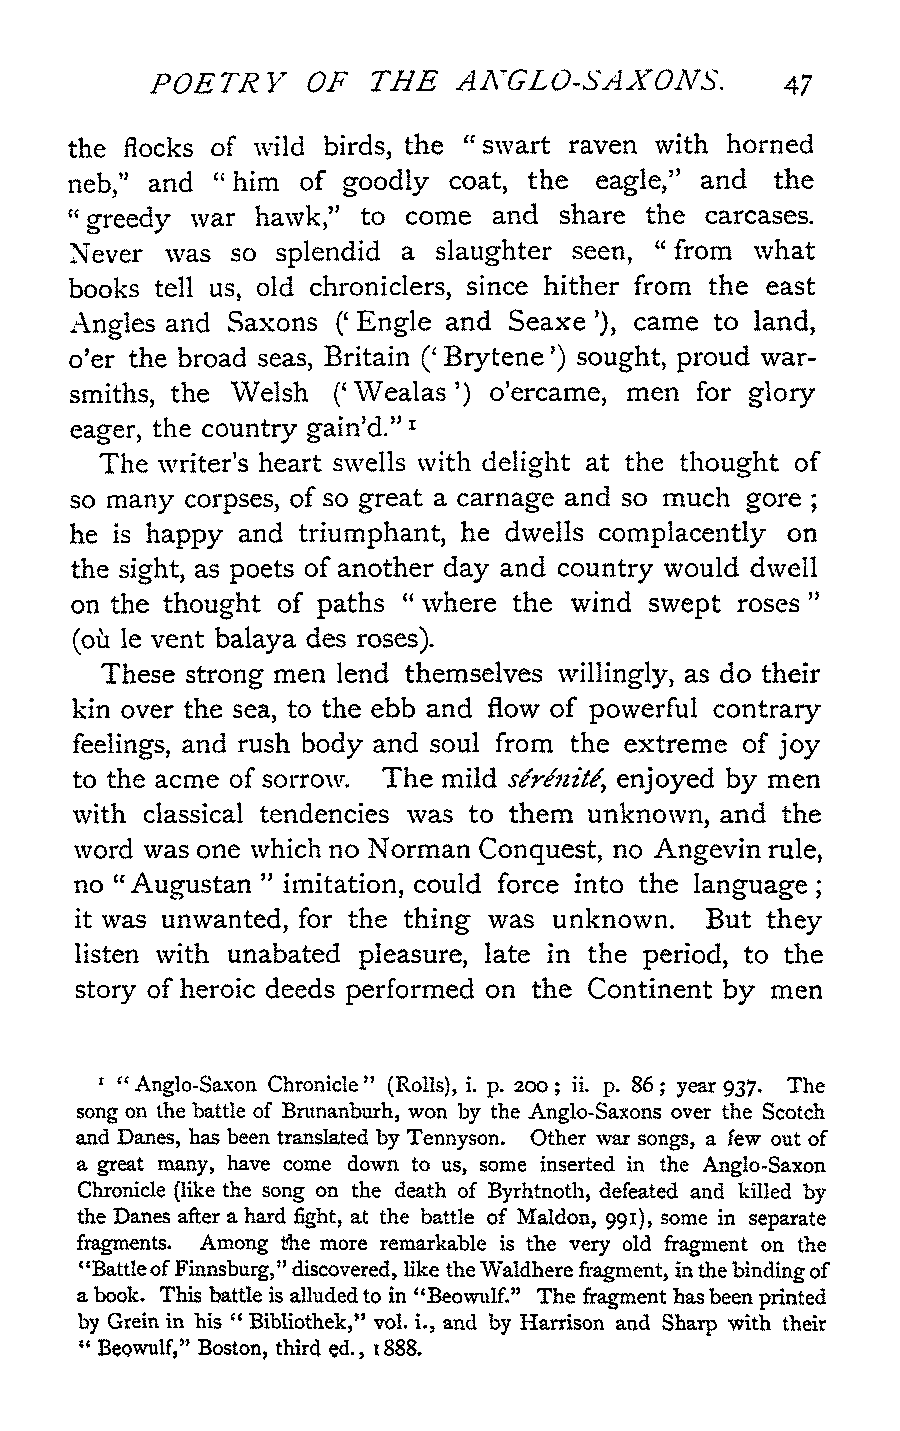 POETRY OF THE ANGLO-SAXONS. 47
the flocks of wild birds, the “swart raven with horned
neb,” and “him of goodly coat, the eagle,” and the
“greedy war hawk,” to come and share the carcases.
Never was so splendid a slaughter seen, “from what
books tell us, old chroniclers, since hither from the east
Angles and Saxons (‘Engle and Seaxe’), came to land,
o’er the broad seas, Britain (‘Brytene’) sought, proud war-
smiths, the Welsh (‘Wealas’) o’ercame, men for glory
eager, the country gain’d.” ¹
The writer’s heart swells with delight at the thought of
so many corpses, of so great a carnage and so much gore ;
he is happy and triumphant, he dwells complacently on
the sight, as poets of another day and country would dwell
on the thought of paths “where the wind swept roses”
(où le vent balaya des roses).
These strong men lend themselves willingly, as do their
kin over the sea, to the ebb and flow of powerful contrary
feelings, and rush body and soul from the extreme of joy
to the acme of sorrow. The mild sérénité, enjoyed by men
with classical tendencies was to them unknown, and the
word was one which no Norman Conquest, no Angevin rule,
no “Augustan” imitation, could force into the language ;
it was unwanted, for the thing was unknown. But they
listen with unabated pleasure, late in the period, to the
story of heroic deeds performed on the Continent by men
¹ “Anglo-Saxon Chronicle” (Rolls), i. p. 200 ; ii. p. 86 ; year 937. The
song on the battle of Brunanburh, won by the Anglo-Saxons over the Scotch
and Danes, has been translated by Tennyson. Other war songs, a few out of
a great many, have come down to us, some inserted in the Anglo-Saxon
Chronicle (like the song on the death of Byrhtnoth, defeated and killed by
the Danes after a hard fight, at the battle of Maldon, 991), some in separate
fragments. Among the more remarkable is the very old fragment on the
“Battle of Finnsburg,” discovered, like the Waldhere fragment, in the binding of
a book. This battle is alluded to in “Beowulf.” The fragment has been printed
by Grein in his “Bibliothek,” vol. i., and by Harrison and Sharp with their
“Beowulf,” Boston, third ed., 1888.